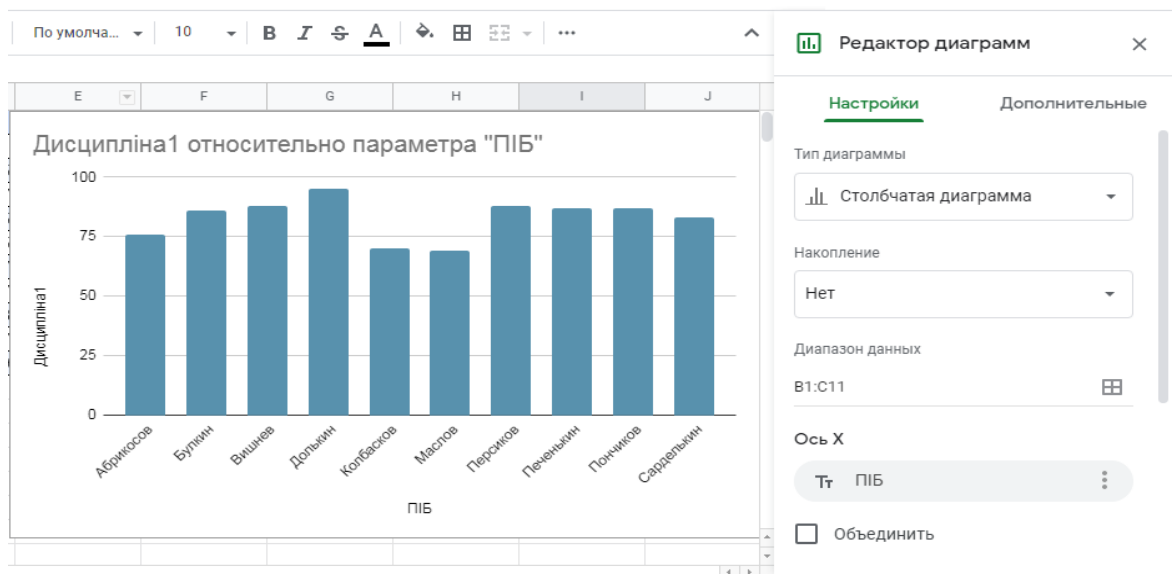 По умолча... 10 B I S A ...
Редактор диаграмм
E F G H I J
Настройки Дополнительные
Дисципліна1 относительно параметра "ПІБ"
100
75
50
25
0
Дисципліна1
Абрикосов Булкин Вишнев Долькин Колбасков Маслов Персиков Печенькин Пончиков Сарделькин
ПІБ
Тип диаграммы
Столбчатая диаграмма
Накопление
Нет
Диапазон данных
B1:C11
Ось X
Тт ПІБ
Объединить